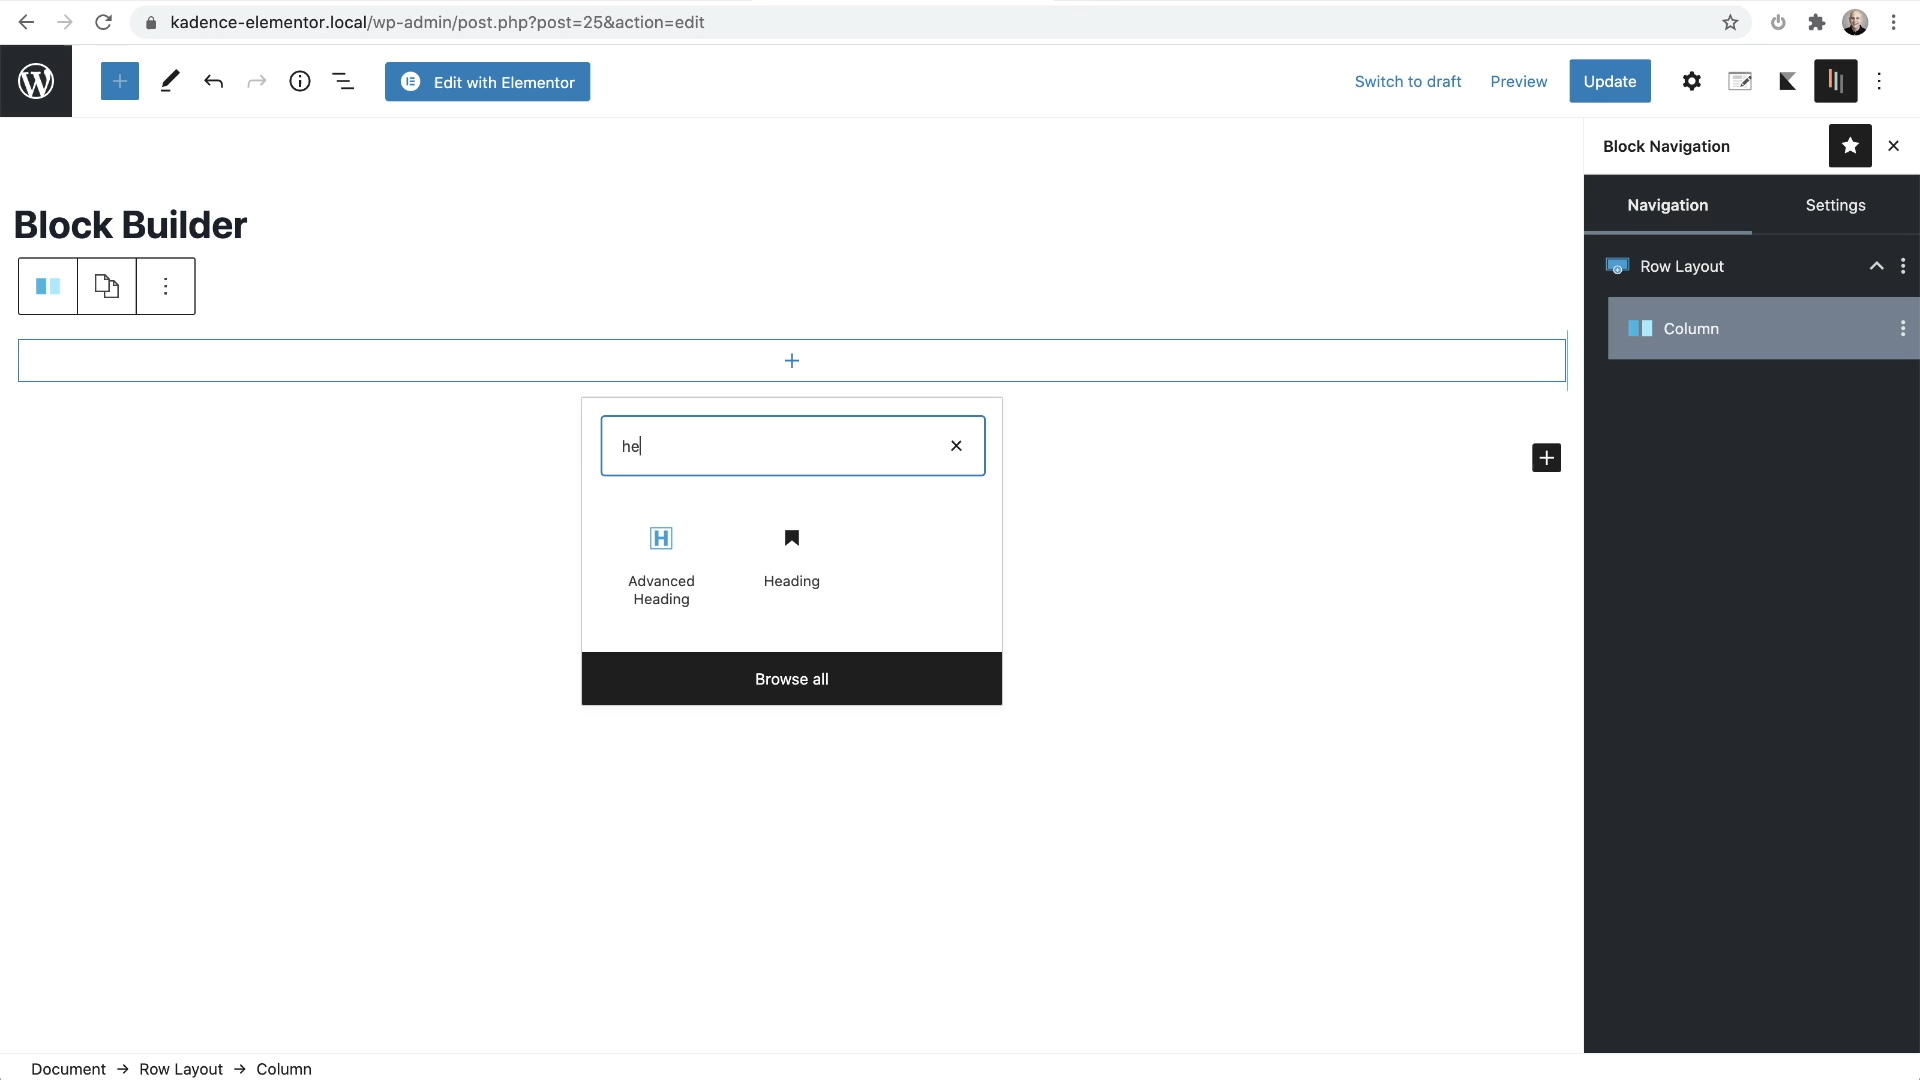 kadence-elementor.local/wp-admin/post.php?post=25&action=edit
Edit with Elementor
Switch to draft
Preview
Update
Block Navigation
Navigation
Settings
Block Builder
Row Layout
Column
he
H
Advanced
Heading
Heading
Browse all
Document → Row Layout → Column